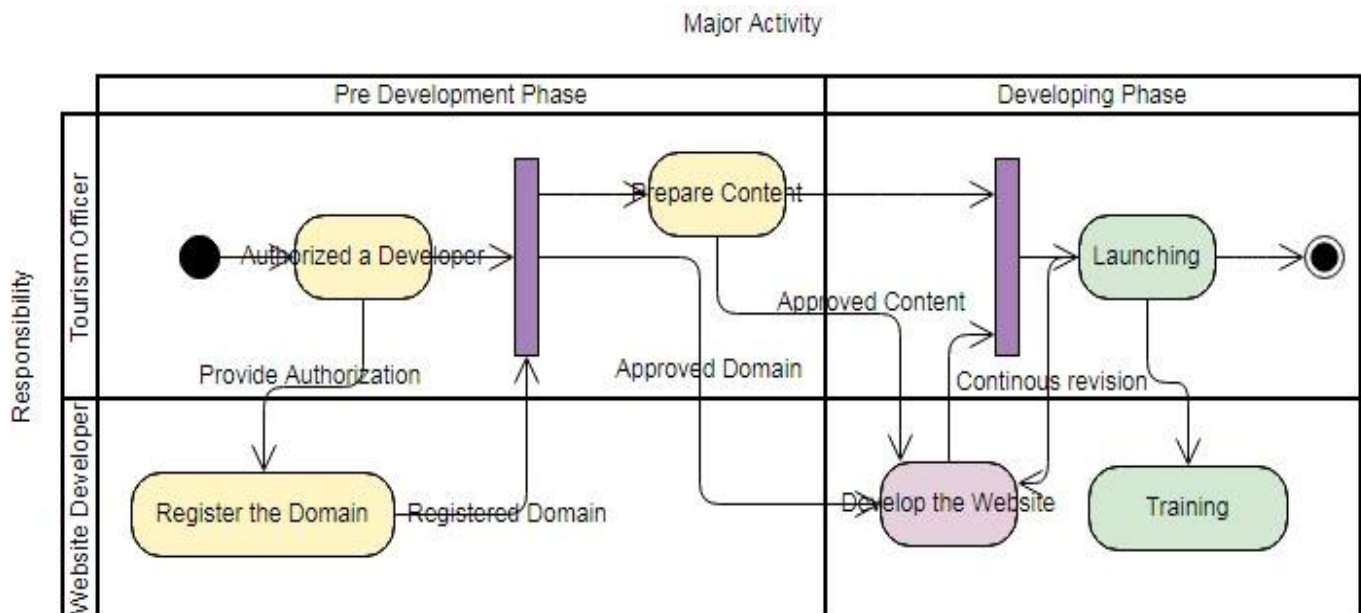 Major Activity
Pre Development Phase
Developing Phase
Responsibility
Tourism Officer
Authorized a Developer
Prepare Content
Launching
Approved Content
Provide Authorization
Approved Domain
Continous revision
Website Developer
Register the Domain
Registered Domain
Develop the Website
Training